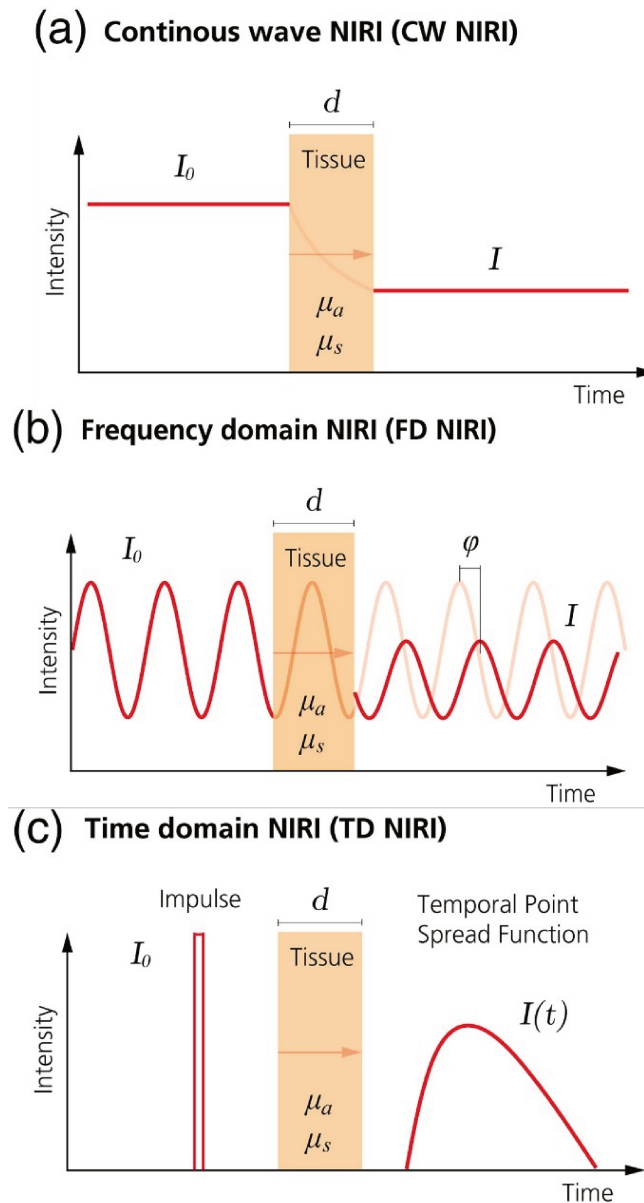 (a) Continous wave NIRI (CW NIRI)
d
I₀
Tissue
I
Intensity
μₐ
μₛ
Time
(b) Frequency domain NIRI (FD NIRI)
d
φ
I₀
Tissue
I
Intensity
μₐ
μₛ
Time
(c) Time domain NIRI (TD NIRI)
Impulse
d
Temporal Point
Spread Function
I₀
Tissue
I(t)
Intensity
μₐ
μₛ
Time